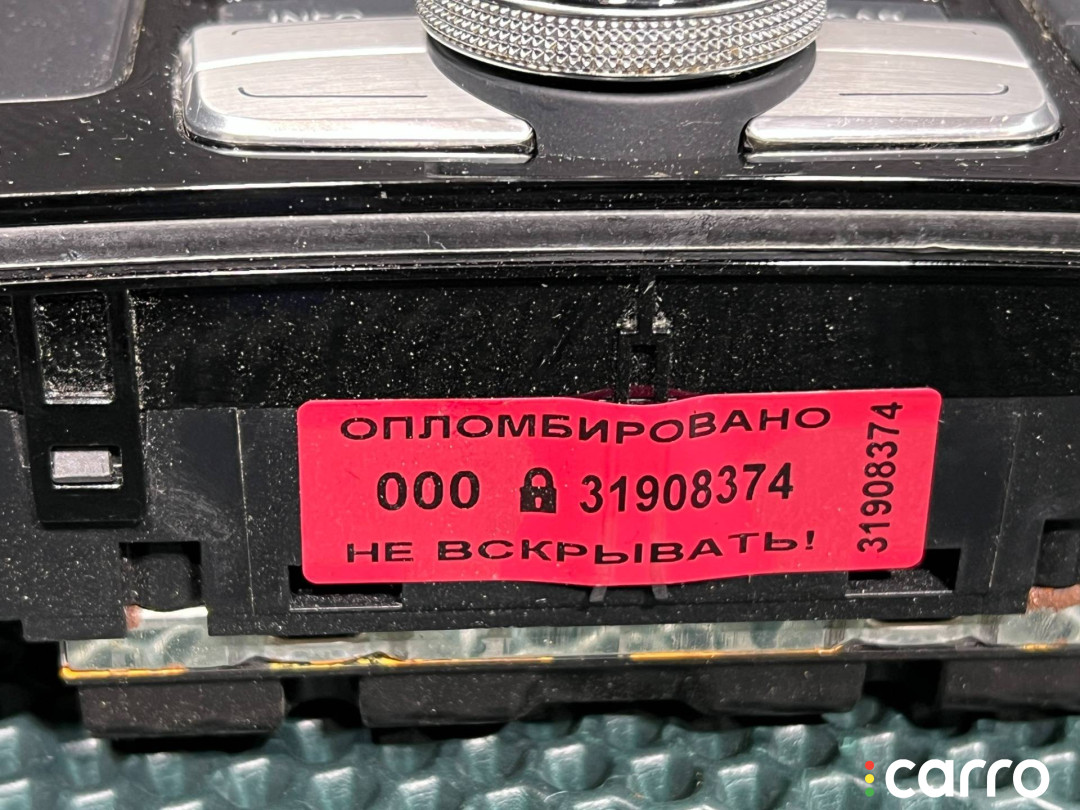 ОПЛОМБИРОВАНО
000 31908374
НЕ ВСКРЫВАТЬ!
31908374
carro